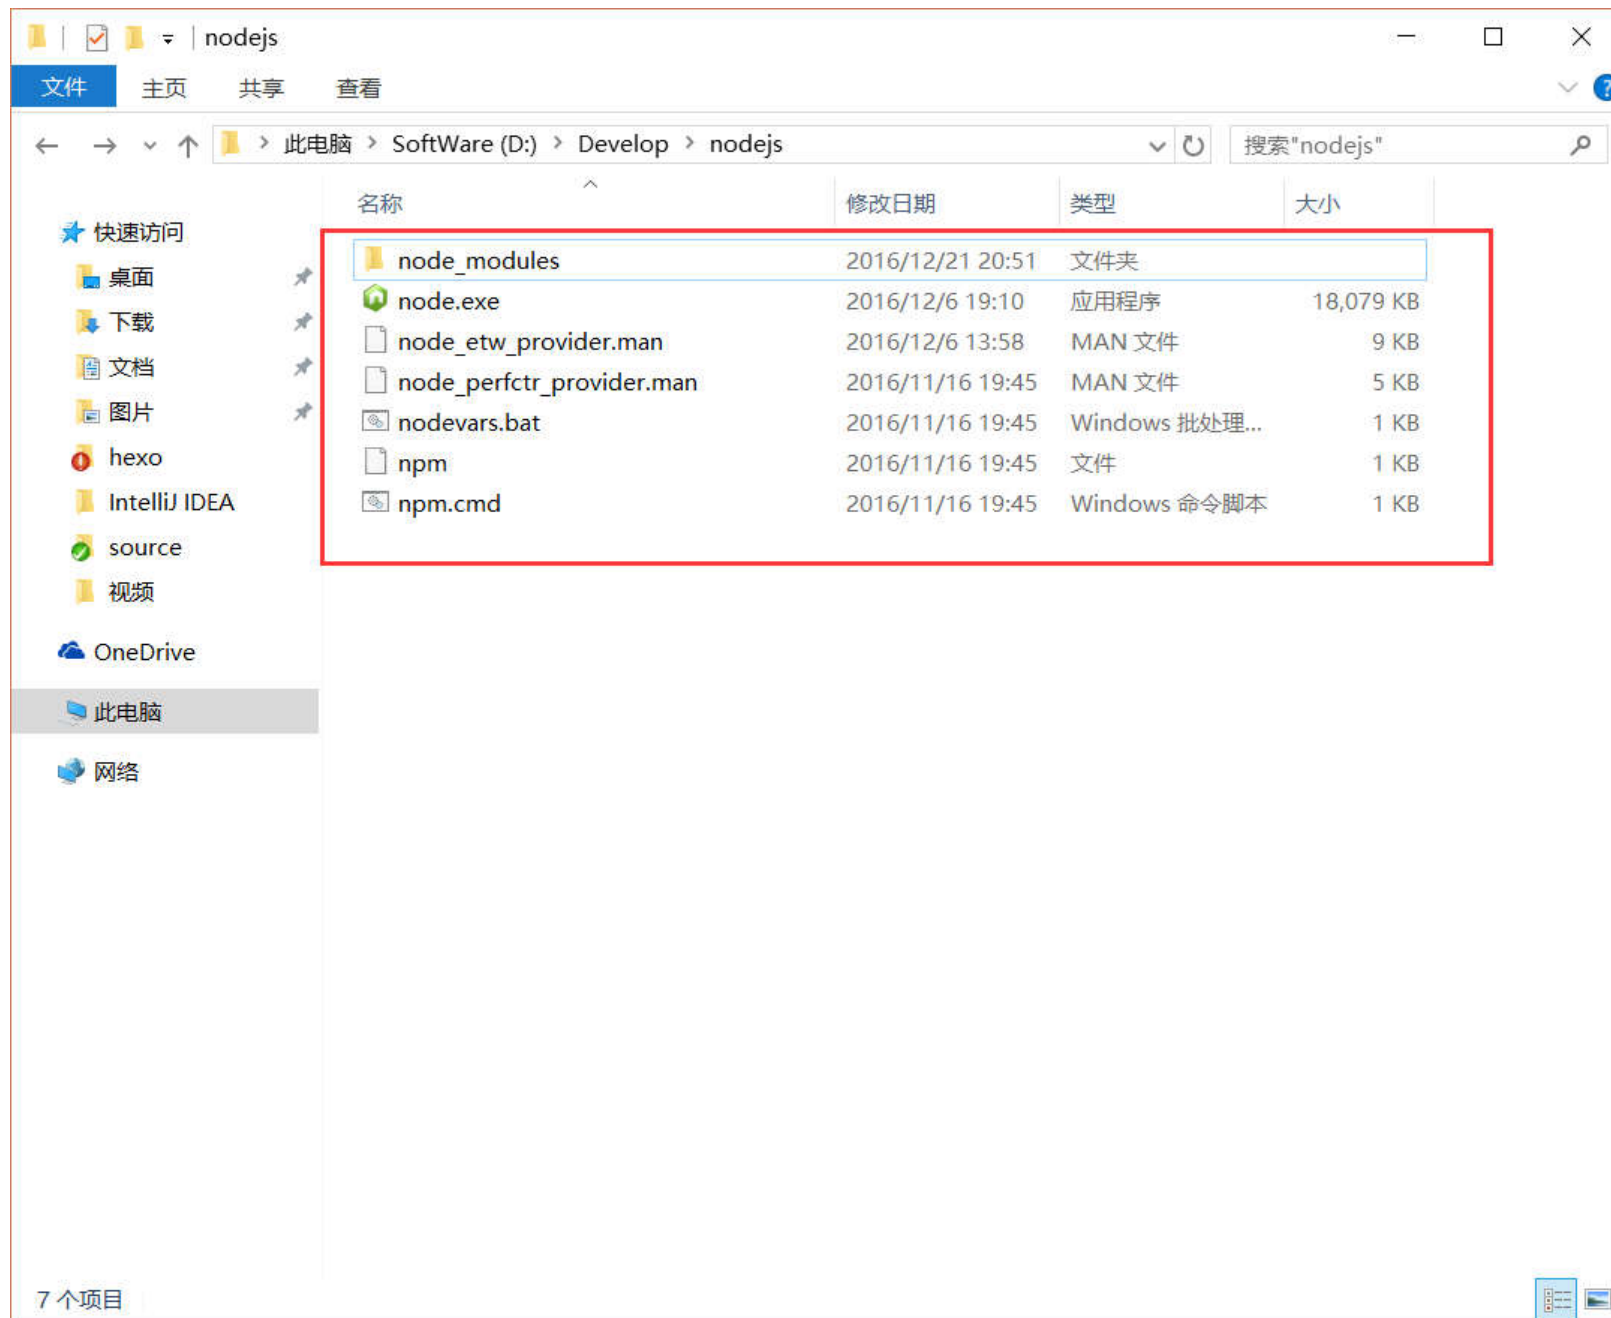 nodejs
文件 主页 共享 查看
此电脑 > SoftWare (D:) > Develop > nodejs 搜索"nodejs"
名称 修改日期 类型 大小
快速访问
桌面
下载
文档
图片
hexo
IntelliJ IDEA
source
视频
OneDrive
此电脑
网络
node_modules 2016/12/21 20:51 文件夹
node.exe 2016/12/6 19:10 应用程序 18,079 KB
node_etw_provider.man 2016/12/6 13:58 MAN 文件 9 KB
node_perfctr_provider.man 2016/11/16 19:45 MAN 文件 5 KB
nodevars.bat 2016/11/16 19:45 Windows 批处理... 1 KB
npm 2016/11/16 19:45 文件 1 KB
npm.cmd 2016/11/16 19:45 Windows 命令脚本 1 KB
7 个项目